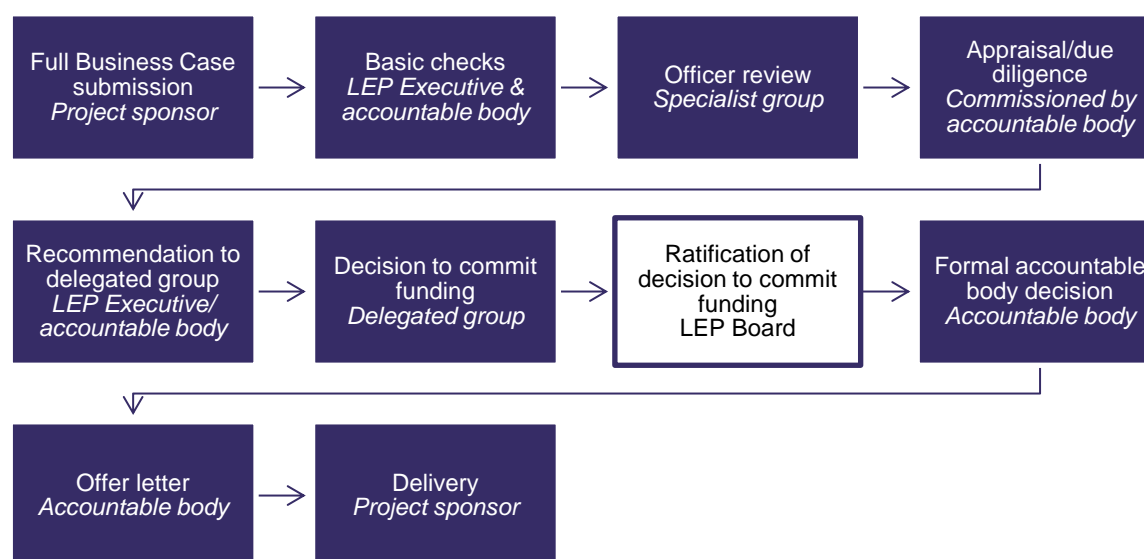 Full Business Case
submission
Project sponsor
Basic checks
LEP Executive &
accountable body
Officer review
Specialist group
Appraisal/due
diligence
Commissioned by
accountable body
Recommendation to
delegated group
LEP Executive/
accountable body
Decision to commit
funding
Delegated group
Ratification of
decision to commit
funding
LEP Board
Formal accountable
body decision
Accountable body
Offer letter
Accountable body
Delivery
Project sponsor